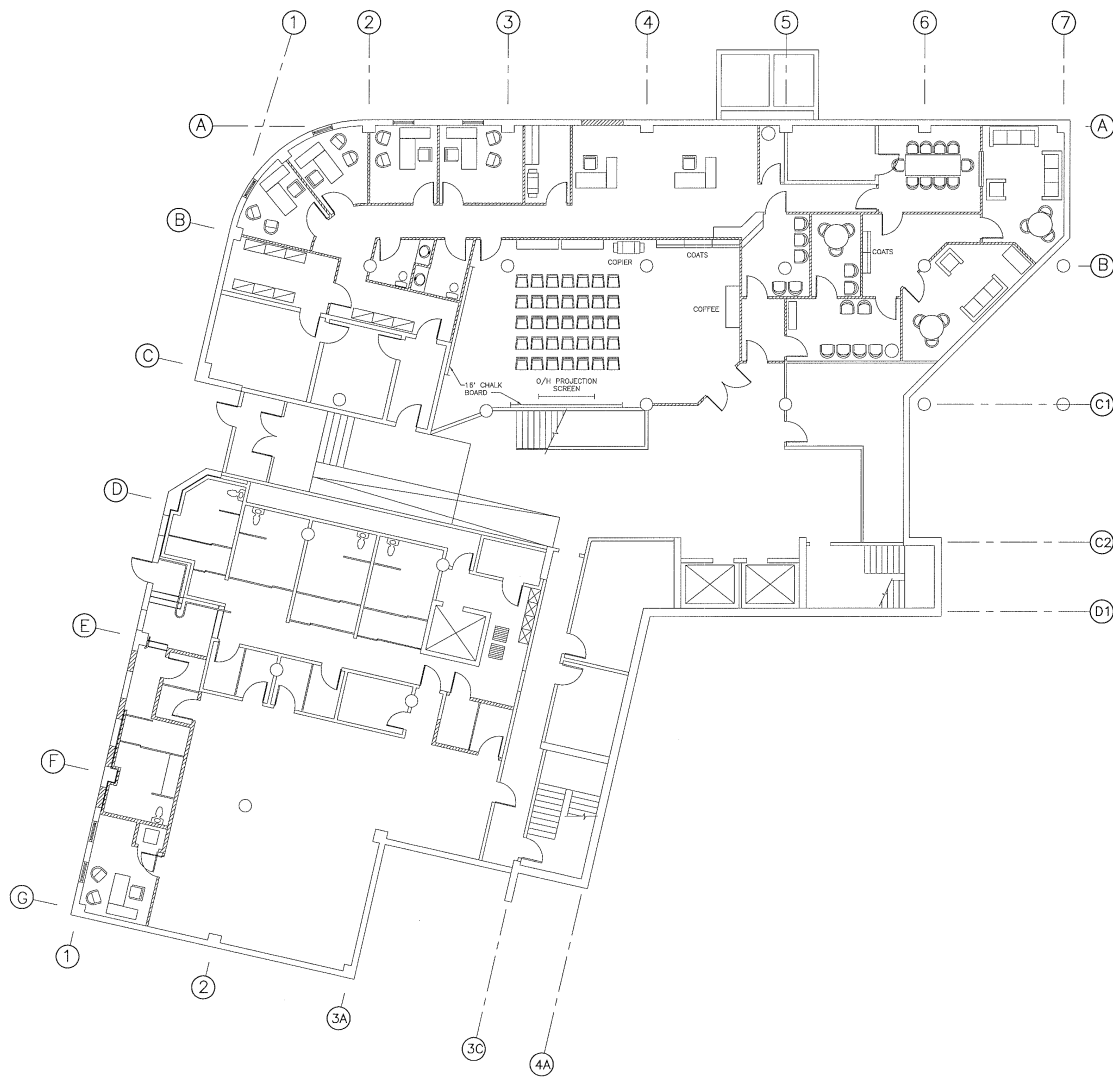 1
2
3
4
5
6
7
A
A
B
B
COPIER
COATS
COATS
COFFEE
C
16' CHALK
BOARD
O/H PROJECTION
SCREEN
C1
D
C2
D1
E
F
G
1
2
3A
3C
4A